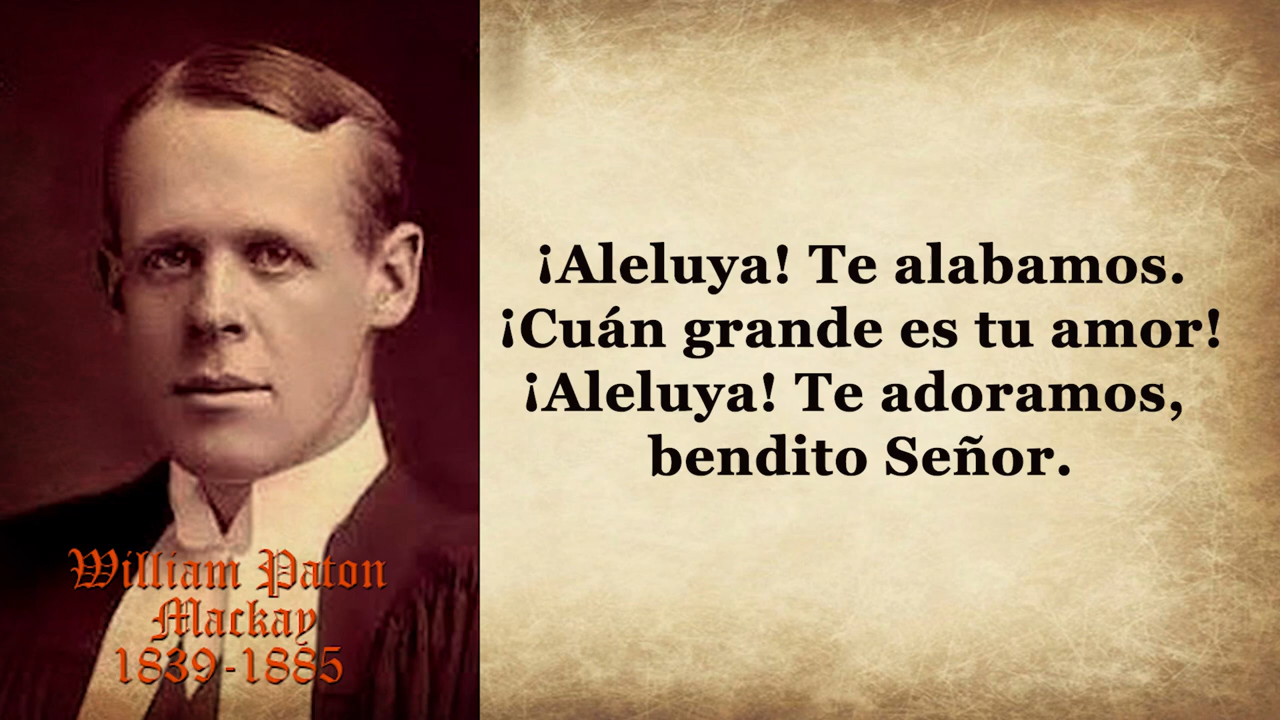 William Paton
Mackay
1839-1885
¡Aleluya! Te alabamos.
¡Cuán grande es tu amor!
¡Aleluya! Te adoramos,
bendito Señor.